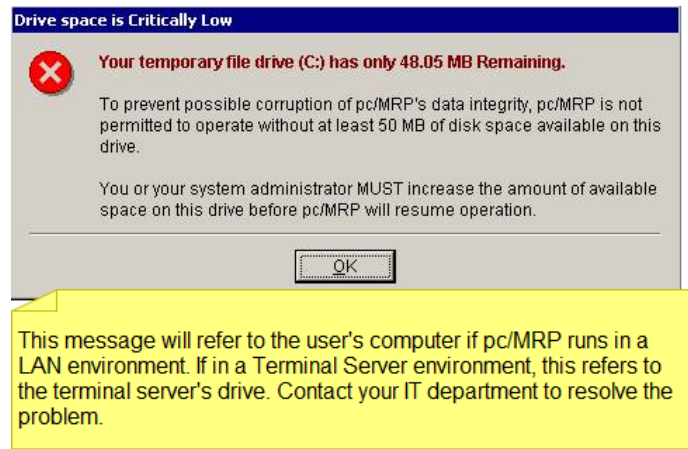 Drive space is Critically Low
Your temporary file drive (C:) has only 48.05 MB Remaining.
To prevent possible corruption of pc/MRP's data integrity, pc/MRP is not
permitted to operate without at least 50 MB of disk space available on this
drive.
You or your system administrator MUST increase the amount of available
space on this drive before pc/MRP will resume operation.
OK
This message will refer to the user's computer if pc/MRP runs in a
LAN environment. If in a Terminal Server environment, this refers to
the terminal server's drive. Contact your IT department to resolve the
problem.